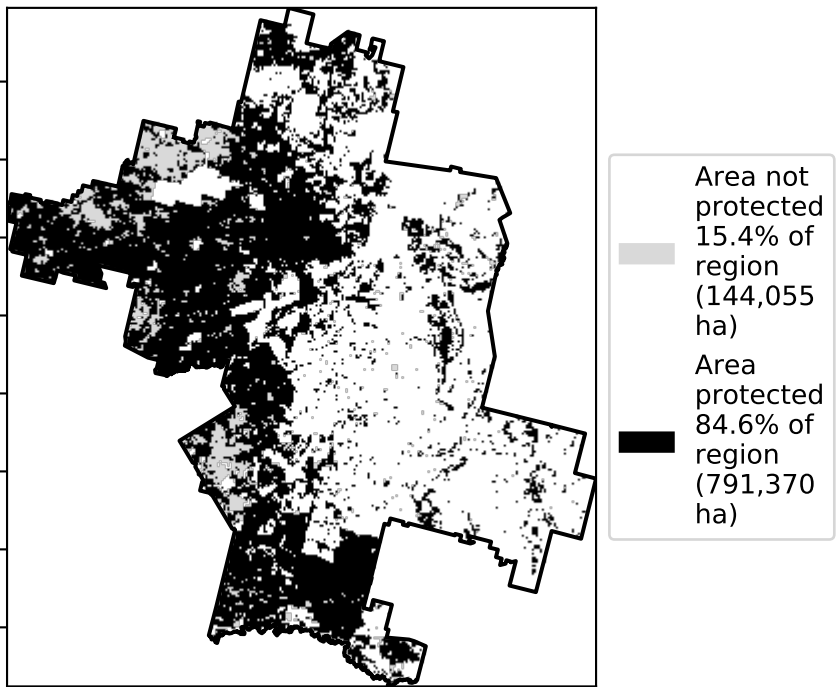 Area not
protected
15.4% of
region
(144,055
ha)
Area
protected
84.6% of
region
(791,370
ha)